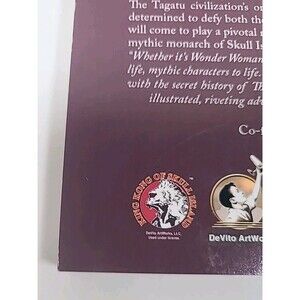 The Tagatu civilization's o
determined to defy both the
will come to play a pivotal r
mythic monarch of Skull Is
"Whether it's Wonder Woman
life, mythic characters to life.
with the secret history of Th
illustrated, riveting adv
Co-f
KING KONG OF SKULL ISLAND
DeVito ArtWorks, LLC.
Used under license.
DeVito ArtWo